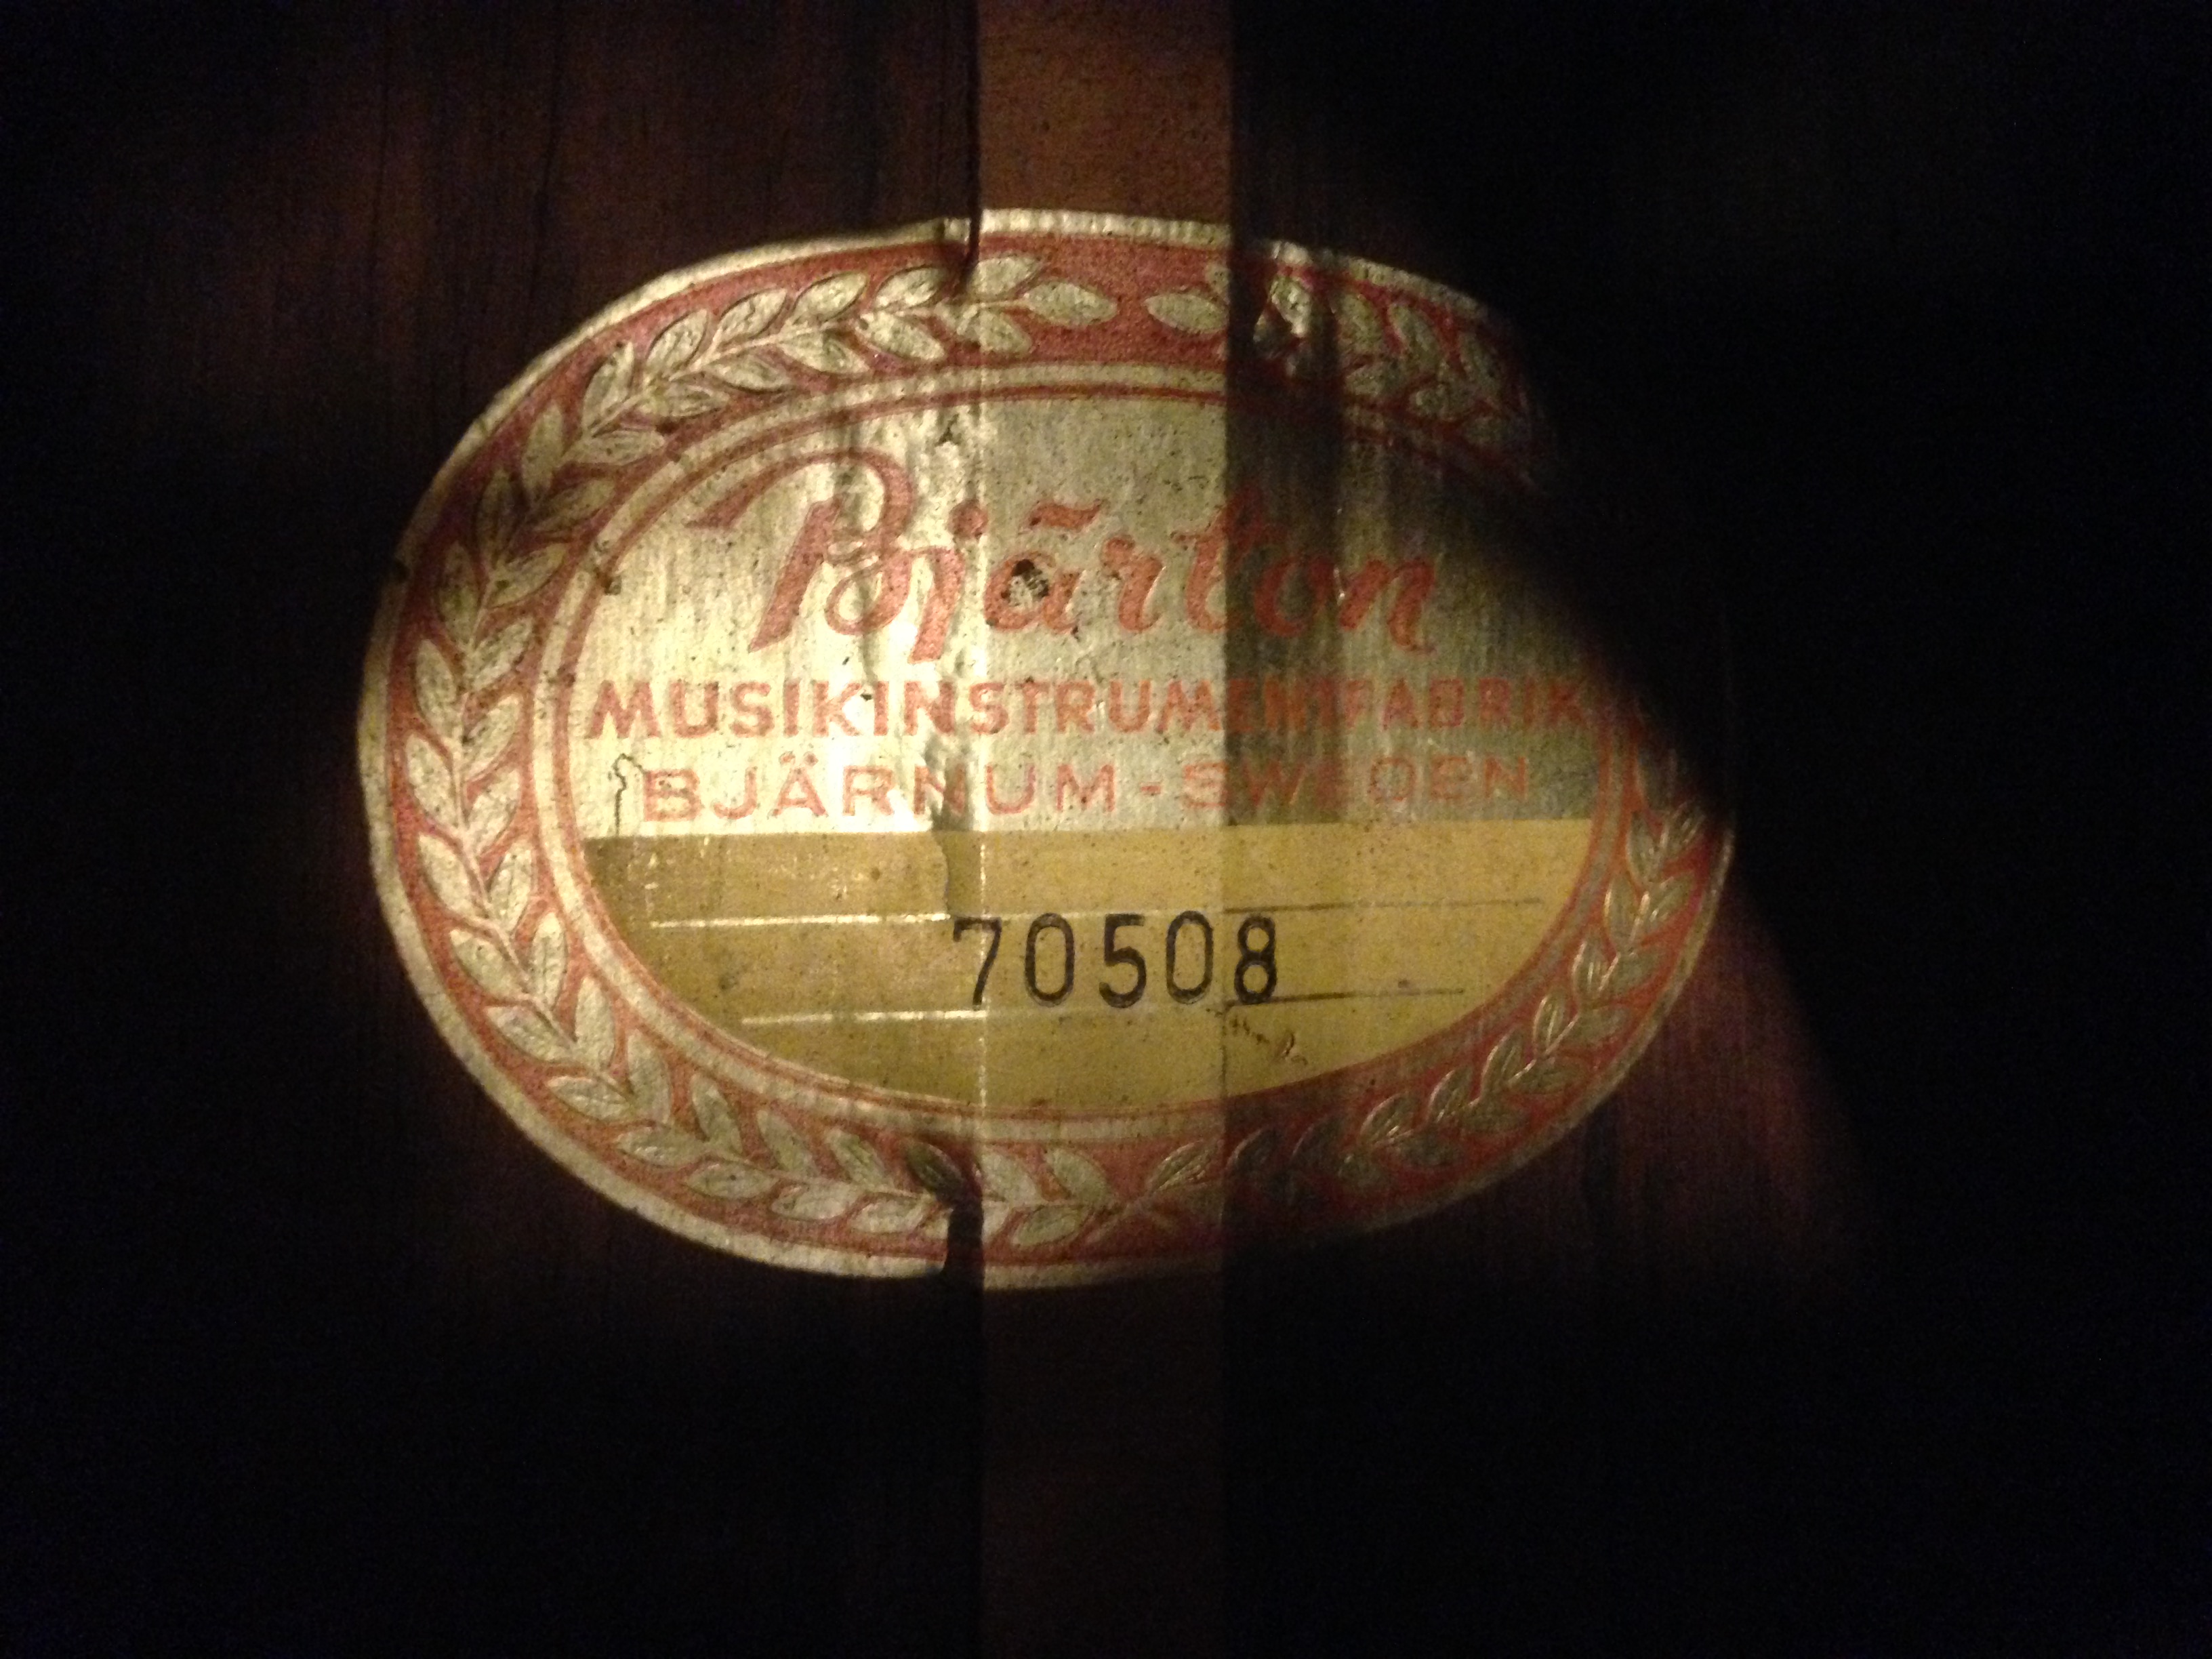 Bjärton
MUSIKINSTRUMENTFABRIK
BJÄRNUM - SWEDEN
70508